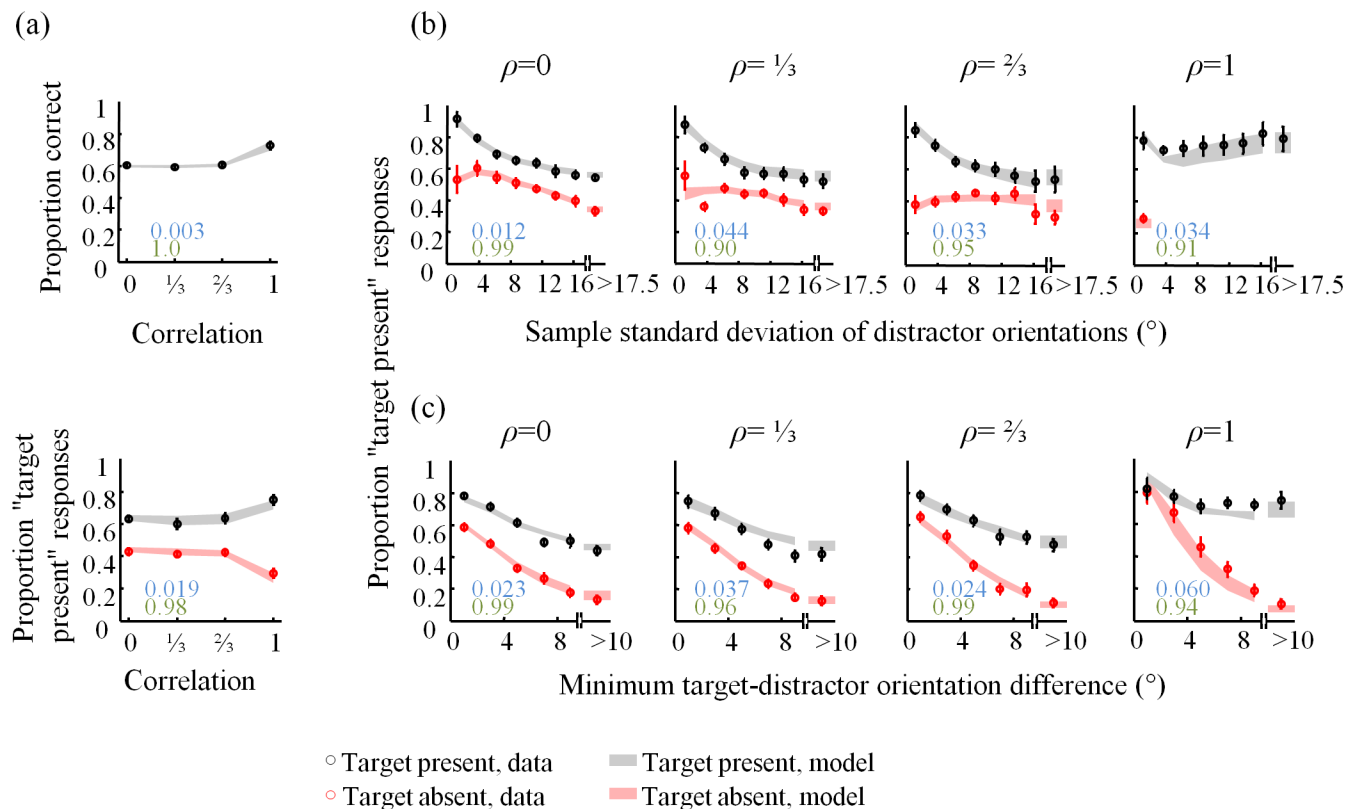 (a)
Proportion correct
1
0.8
0.6
0.4
0.2
0
0.003
1.0
0 ⅓ ⅔ 1
Correlation
Proportion "target
present" responses
1
0.8
0.6
0.4
0.2
0
0.019
0.98
0 ⅓ ⅔ 1
Correlation
(b)
Proportion "target present" responses
ρ=0 ρ= ⅓ ρ= ⅔ ρ=1
1
0.8
0.6
0.4
0.2
0
0.012 0.044 0.033 0.034
0.99 0.90 0.95 0.91
0 4 8 12 16 >17.5 0 4 8 12 16 >17.5 0 4 8 12 16 >17.5 0 4 8 12 16 >17.5
Sample standard deviation of distractor orientations (°)
(c)
ρ=0 ρ= ⅓ ρ= ⅔ ρ=1
1
0.8
0.6
0.4
0.2
0
0.023 0.037 0.024 0.060
0.99 0.96 0.99 0.94
0 4 8 >10 0 4 8 >10 0 4 8 >10 0 4 8 >10
Minimum target-distractor orientation difference (°)
Target present, data Target present, model
Target absent, data Target absent, model